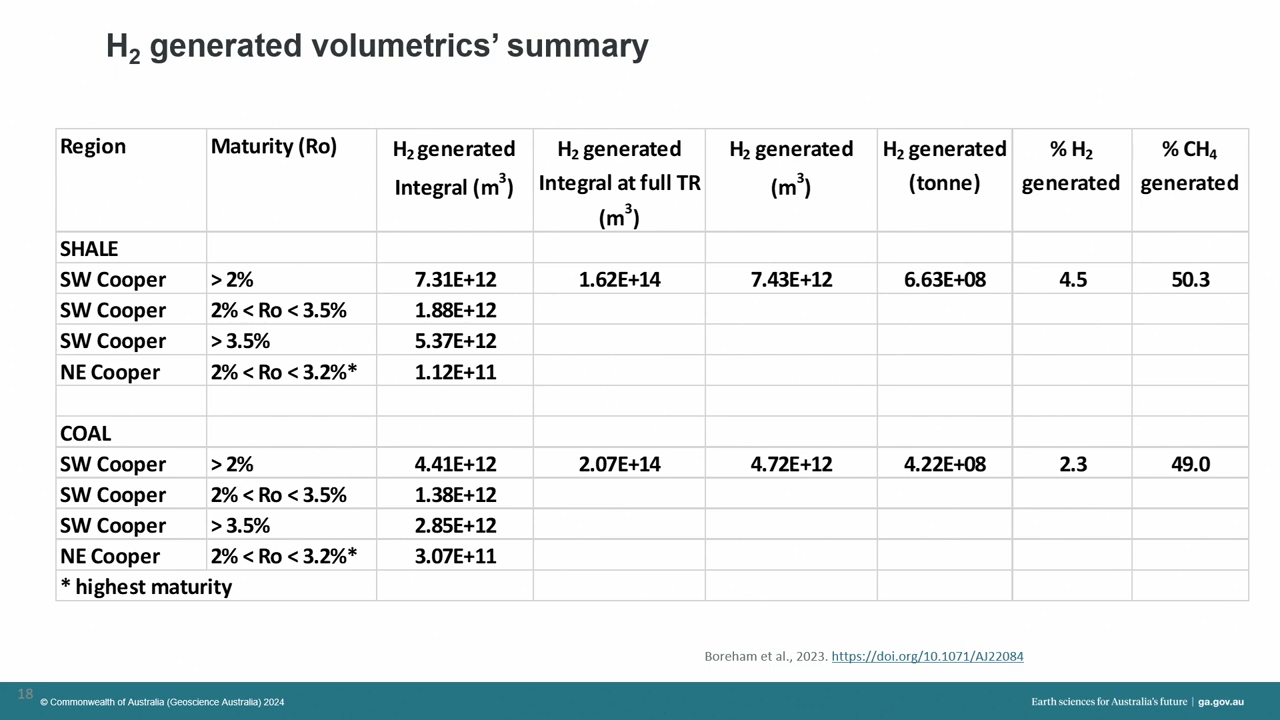 H2 generated volumetrics’ summary
Region Maturity (Ro) H2 generated Integral (m3) H2 generated Integral at full TR (m3) H2 generated (m3) H2 generated (tonne) % H2 generated % CH4 generated
SHALE
SW Cooper > 2% 7.31E+12 1.62E+14 7.43E+12 6.63E+08 4.5 50.3
SW Cooper 2% < Ro < 3.5% 1.88E+12
SW Cooper > 3.5% 5.37E+12
NE Cooper 2% < Ro < 3.2%* 1.12E+11
COAL
SW Cooper > 2% 4.41E+12 2.07E+14 4.72E+12 4.22E+08 2.3 49.0
SW Cooper 2% < Ro < 3.5% 1.38E+12
SW Cooper > 3.5% 2.85E+12
NE Cooper 2% < Ro < 3.2%* 3.07E+11
* highest maturity
Boreham et al., 2023. https://doi.org/10.1071/AJ22084
18
© Commonwealth of Australia (Geoscience Australia) 2024
Earth sciences for Australia’s future | ga.gov.au